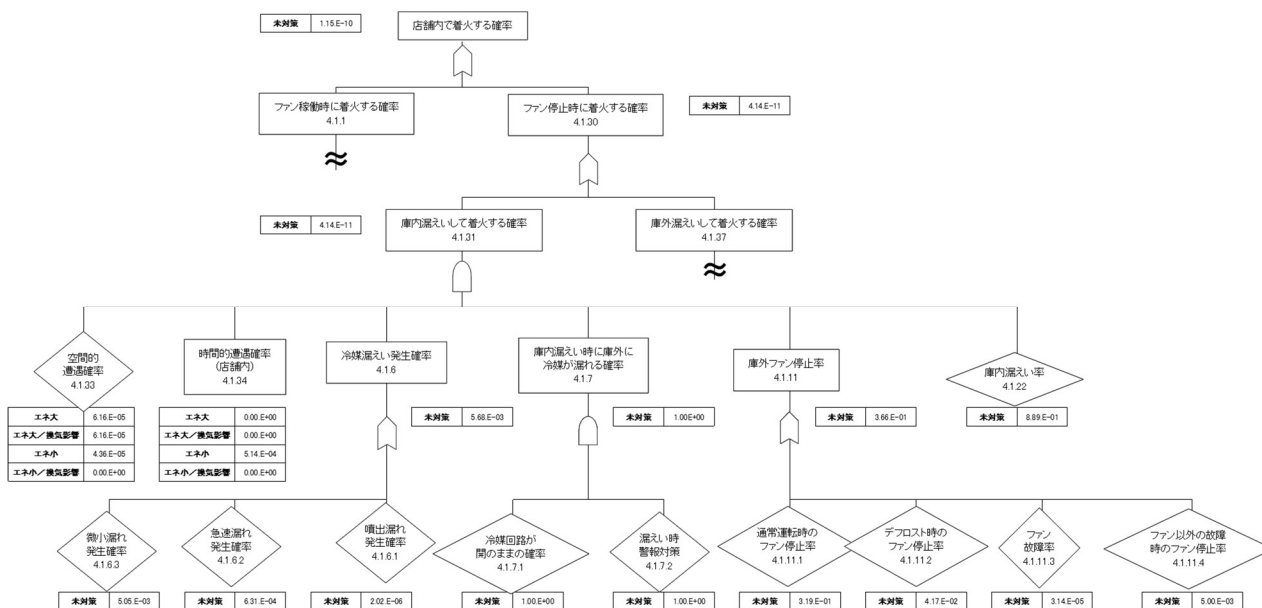 未対策 1.15.E-10
店舗内で着火する確率
ファン稼働時に着火する確率
4.1.1
ファン停止時に着火する確率
4.1.30
未対策 4.14.E-11
未対策 4.14.E-11
庫内漏えいして着火する確率
4.1.31
庫外漏えいして着火する確率
4.1.37
空間的
遭遇確率
4.1.33
時間的遭遇確率
(店舗内)
4.1.34
冷媒漏えい発生確率
4.1.6
庫内漏えい時に庫外に
冷媒が漏れる確率
4.1.7
庫外ファン停止率
4.1.11
庫内漏えい率
4.1.22
エネ大 6.16.E-05
エネ大/換気影響 6.16.E-05
エネ小 4.36.E-05
エネ小/換気影響 0.00.E+00
エネ大 0.00.E+00
エネ大/換気影響 0.00.E+00
エネ小 5.14.E-04
エネ小/換気影響 0.00.E+00
未対策 5.68.E-03
未対策 1.00E+00
未対策 3.66.E-01
未対策 8.89.E-01
微小漏れ
発生確率
4.1.6.3
急速漏れ
発生確率
4.1.6.2
噴出漏れ
発生確率
4.1.6.1
冷媒回路が
開のままの確率
4.1.7.1
漏えい時
警報対策
4.1.7.2
通常運転時の
ファン停止率
4.1.11.1
デフロスト時の
ファン停止率
4.1.11.2
ファン
故障率
4.1.11.3
ファン以外の故障
時のファン停止率
4.1.11.4
未対策 5.05.E-03
未対策 6.31.E-04
未対策 2.02.E-06
未対策 1.00.E+00
未対策 1.00E+00
未対策 3.19.E-01
未対策 4.17.E-02
未対策 3.14.E-05
未対策 5.00.E-03